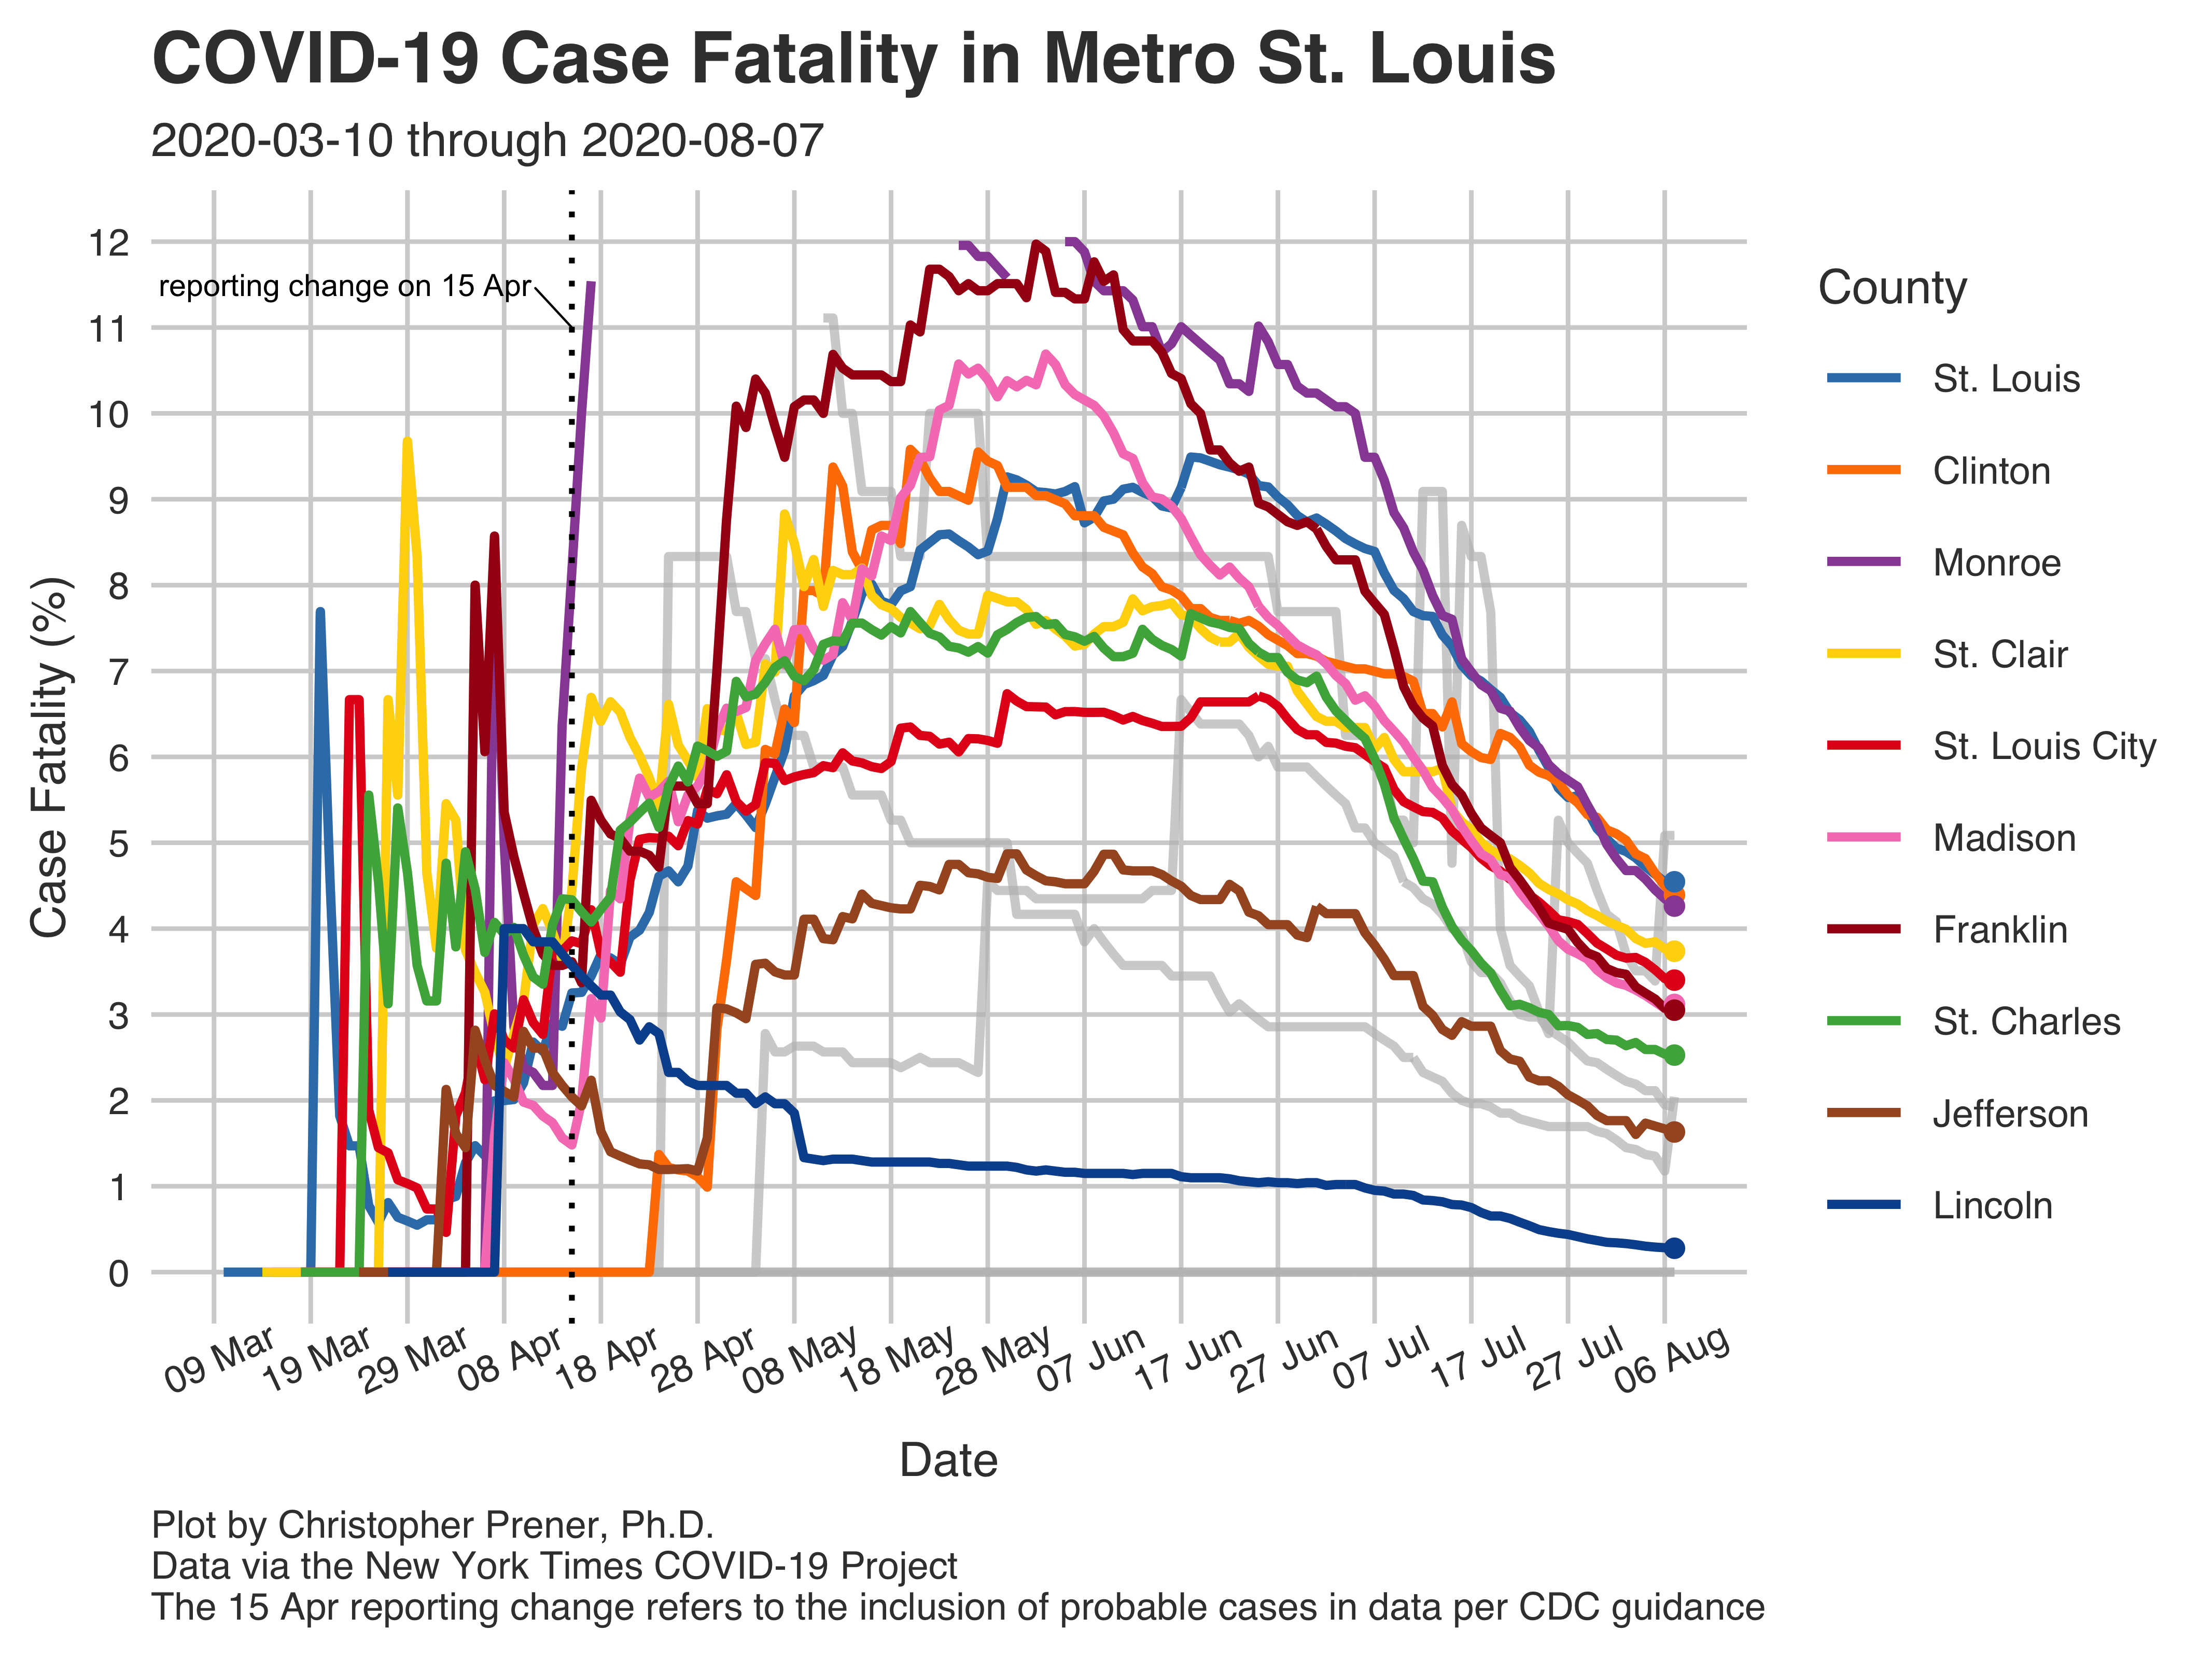 COVID-19 Case Fatality in Metro St. Louis
2020-03-10 through 2020-08-07
12
reporting change on 15 Apr
11
10
9
8
7
6
5
4
3
2
1
0
Case Fatality (%)
09 Mar
19 Mar
29 Mar
08 Apr
18 Apr
28 Apr
08 May
18 May
28 May
07 Jun
17 Jun
27 Jun
07 Jul
17 Jul
27 Jul
06 Aug
Date
County
St. Louis
Clinton
Monroe
St. Clair
St. Louis City
Madison
Franklin
St. Charles
Jefferson
Lincoln
Plot by Christopher Prener, Ph.D.
Data via the New York Times COVID-19 Project
The 15 Apr reporting change refers to the inclusion of probable cases in data per CDC guidance